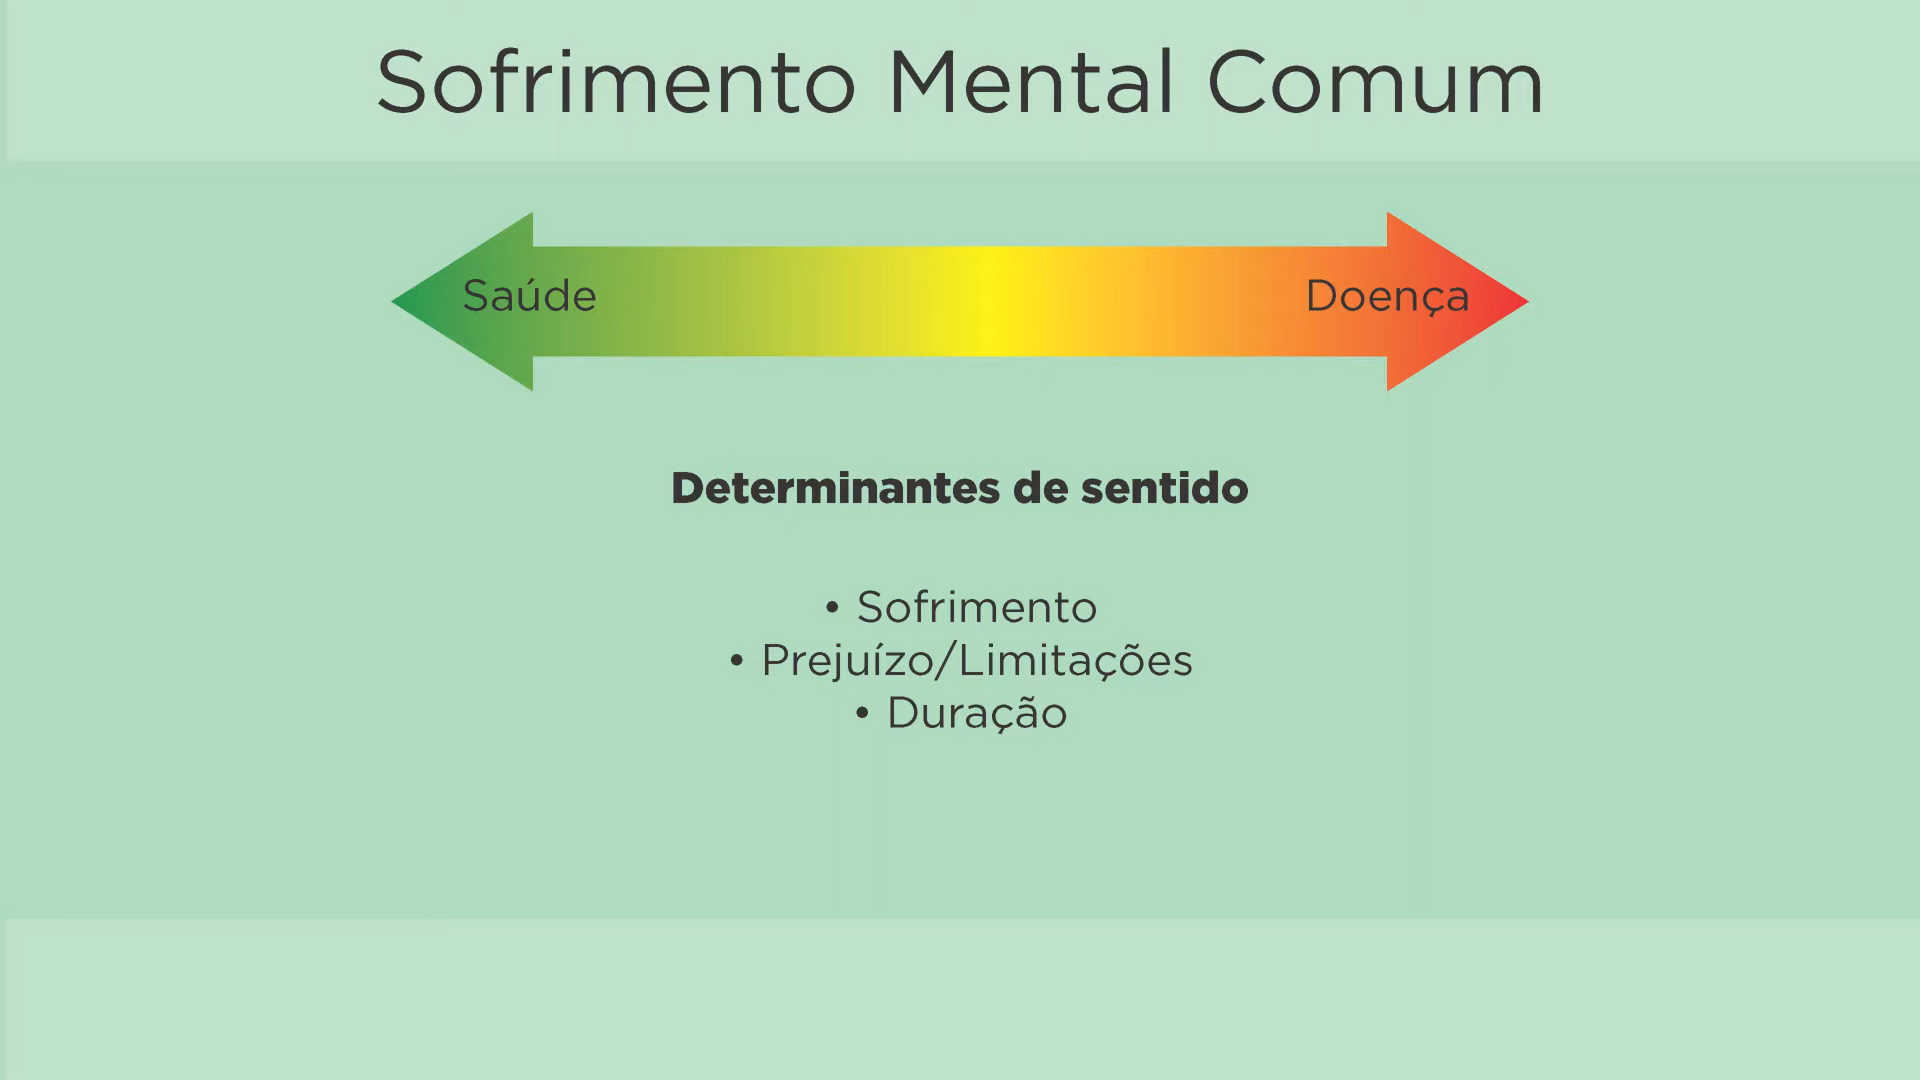 Sofrimento Mental Comum
Saúde
Doença
Determinantes de sentido
• Sofrimento
• Prejuízo/Limitações
• Duração